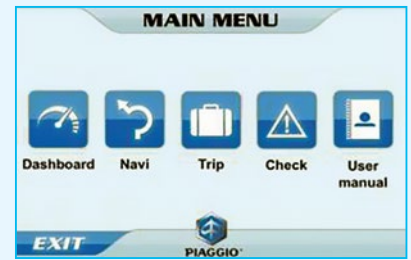 MAIN MENU
Dashboard
Navi
Trip
Check
User
manual
EXIT
PIAGGIO